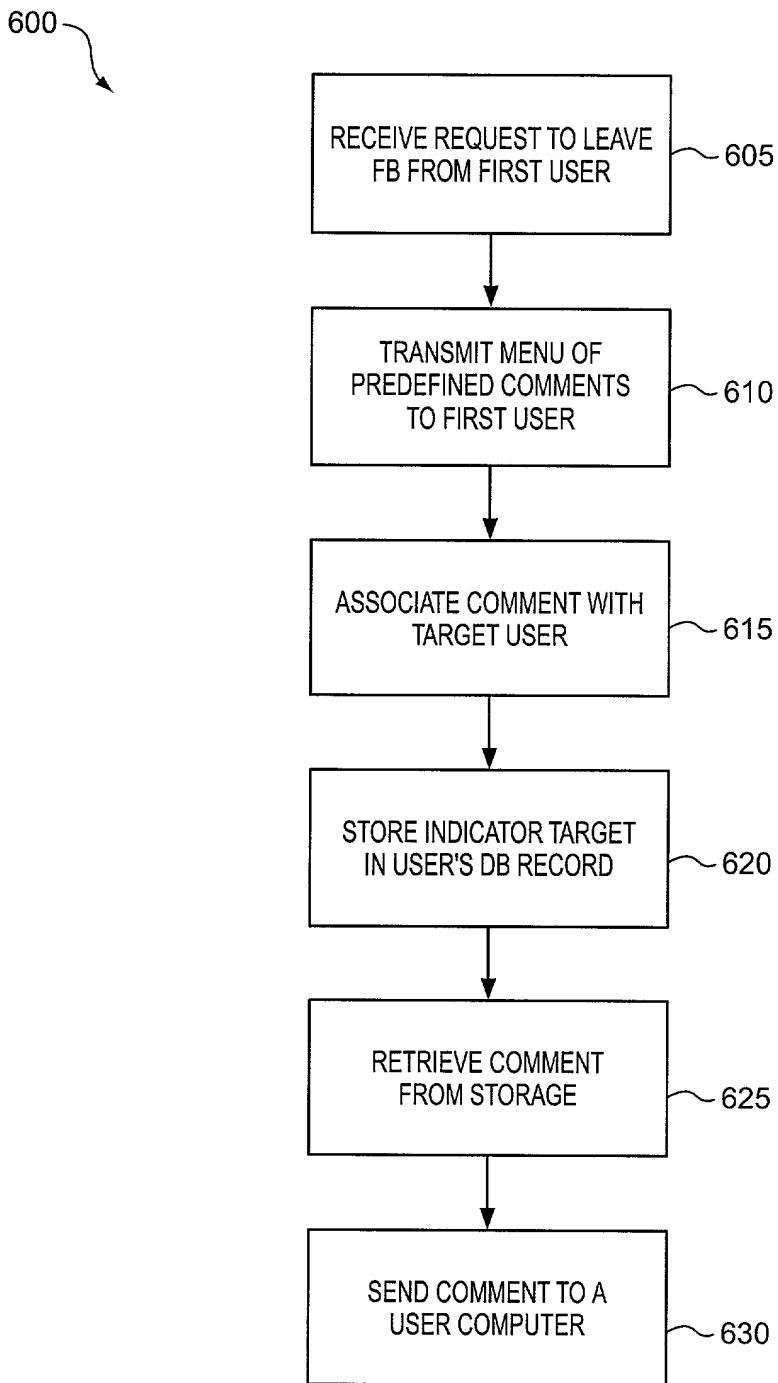 600
RECEIVE REQUEST TO LEAVE
FB FROM FIRST USER
605
TRANSMIT MENU OF
PREDEFINED COMMENTS
TO FIRST USER
610
ASSOCIATE COMMENT WITH
TARGET USER
615
STORE INDICATOR TARGET
IN USER'S DB RECORD
620
RETRIEVE COMMENT
FROM STORAGE
625
SEND COMMENT TO A
USER COMPUTER
630